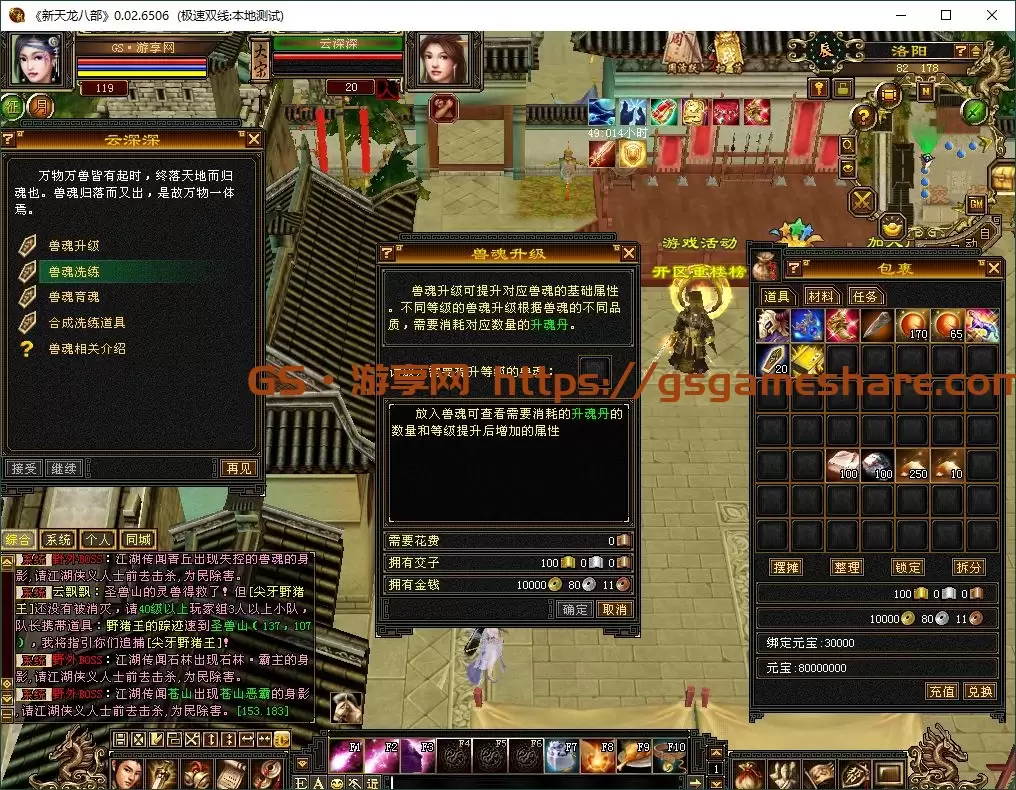 《新天龙八部》0.02.6506 (极速双线:本地测试)
GS·游享网
119
大宋
云深深
20
洛阳
82 178
辰
N
GM
征
月
49:014小时
云深深
万物万兽皆有起时，终落天地而归
魂也。兽魂归落而又出，是故万物一体
焉。
兽魂升级
兽魂洗练
兽魂育魂
合成洗练道具
兽魂相关介绍
接受
继续
再见
兽魂升级
兽魂升级可提升对应兽魂的基础属性
。不同等级的兽魂升级根据兽魂的不同品
质，需要消耗对应数量的升魂丹。
放入兽魂可查看需要消耗的升魂丹的
数量和等级提升后增加的属性
需要花费 0
拥有交子 100 0 0
拥有金钱 10000 80 11
确定
取消
游戏活动
开区重楼榜
GS·游享网 https://gsgameshare.com
包裹
道具
材料
任务
170
65
20
100
100
250
10
摆摊
整理
锁定
拆分
100 0 0
10000 80 11
绑定元宝:30000
元宝:80000000
充值
兑换
综合
系统
个人
同城
系统 野外BOSS：江湖传闻青丘出现失控的兽魂的身
影,请江湖侠义人士前去击杀,为民除害。
系统 云飘飘：圣兽山的灵兽得救了！但[尖牙野猪
王]还没有被消灭，请40级以上玩家组3人以上小队，
队长携带道具：野猪王的踪迹速到圣兽山（137，107
），我将指引你们追捕[尖牙野猪王]！
系统 野外BOSS：江湖传闻石林出现石林·霸主的身
影,请江湖侠义人士前去击杀,为民除害。
系统 野外BOSS：江湖传闻苍山出现苍山恶霸的身影
,请江湖侠义人士前去击杀,为民除害。[153.183]
F1
F2
F3
F4
F5
F6
F7
F8
F9
F10
1
E
A